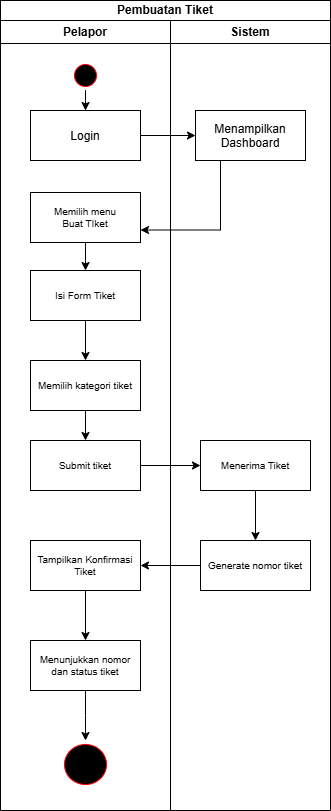 Pembuatan Tiket
Pelapor
Sistem
Login
Menampilkan
Dashboard
Memilih menu
Buat TIket
Isi Form Tiket
Memilih kategori tiket
Submit tiket
Menerima Tiket
Tampilkan Konfirmasi
Tiket
Generate nomor tiket
Menunjukkan nomor
dan status tiket